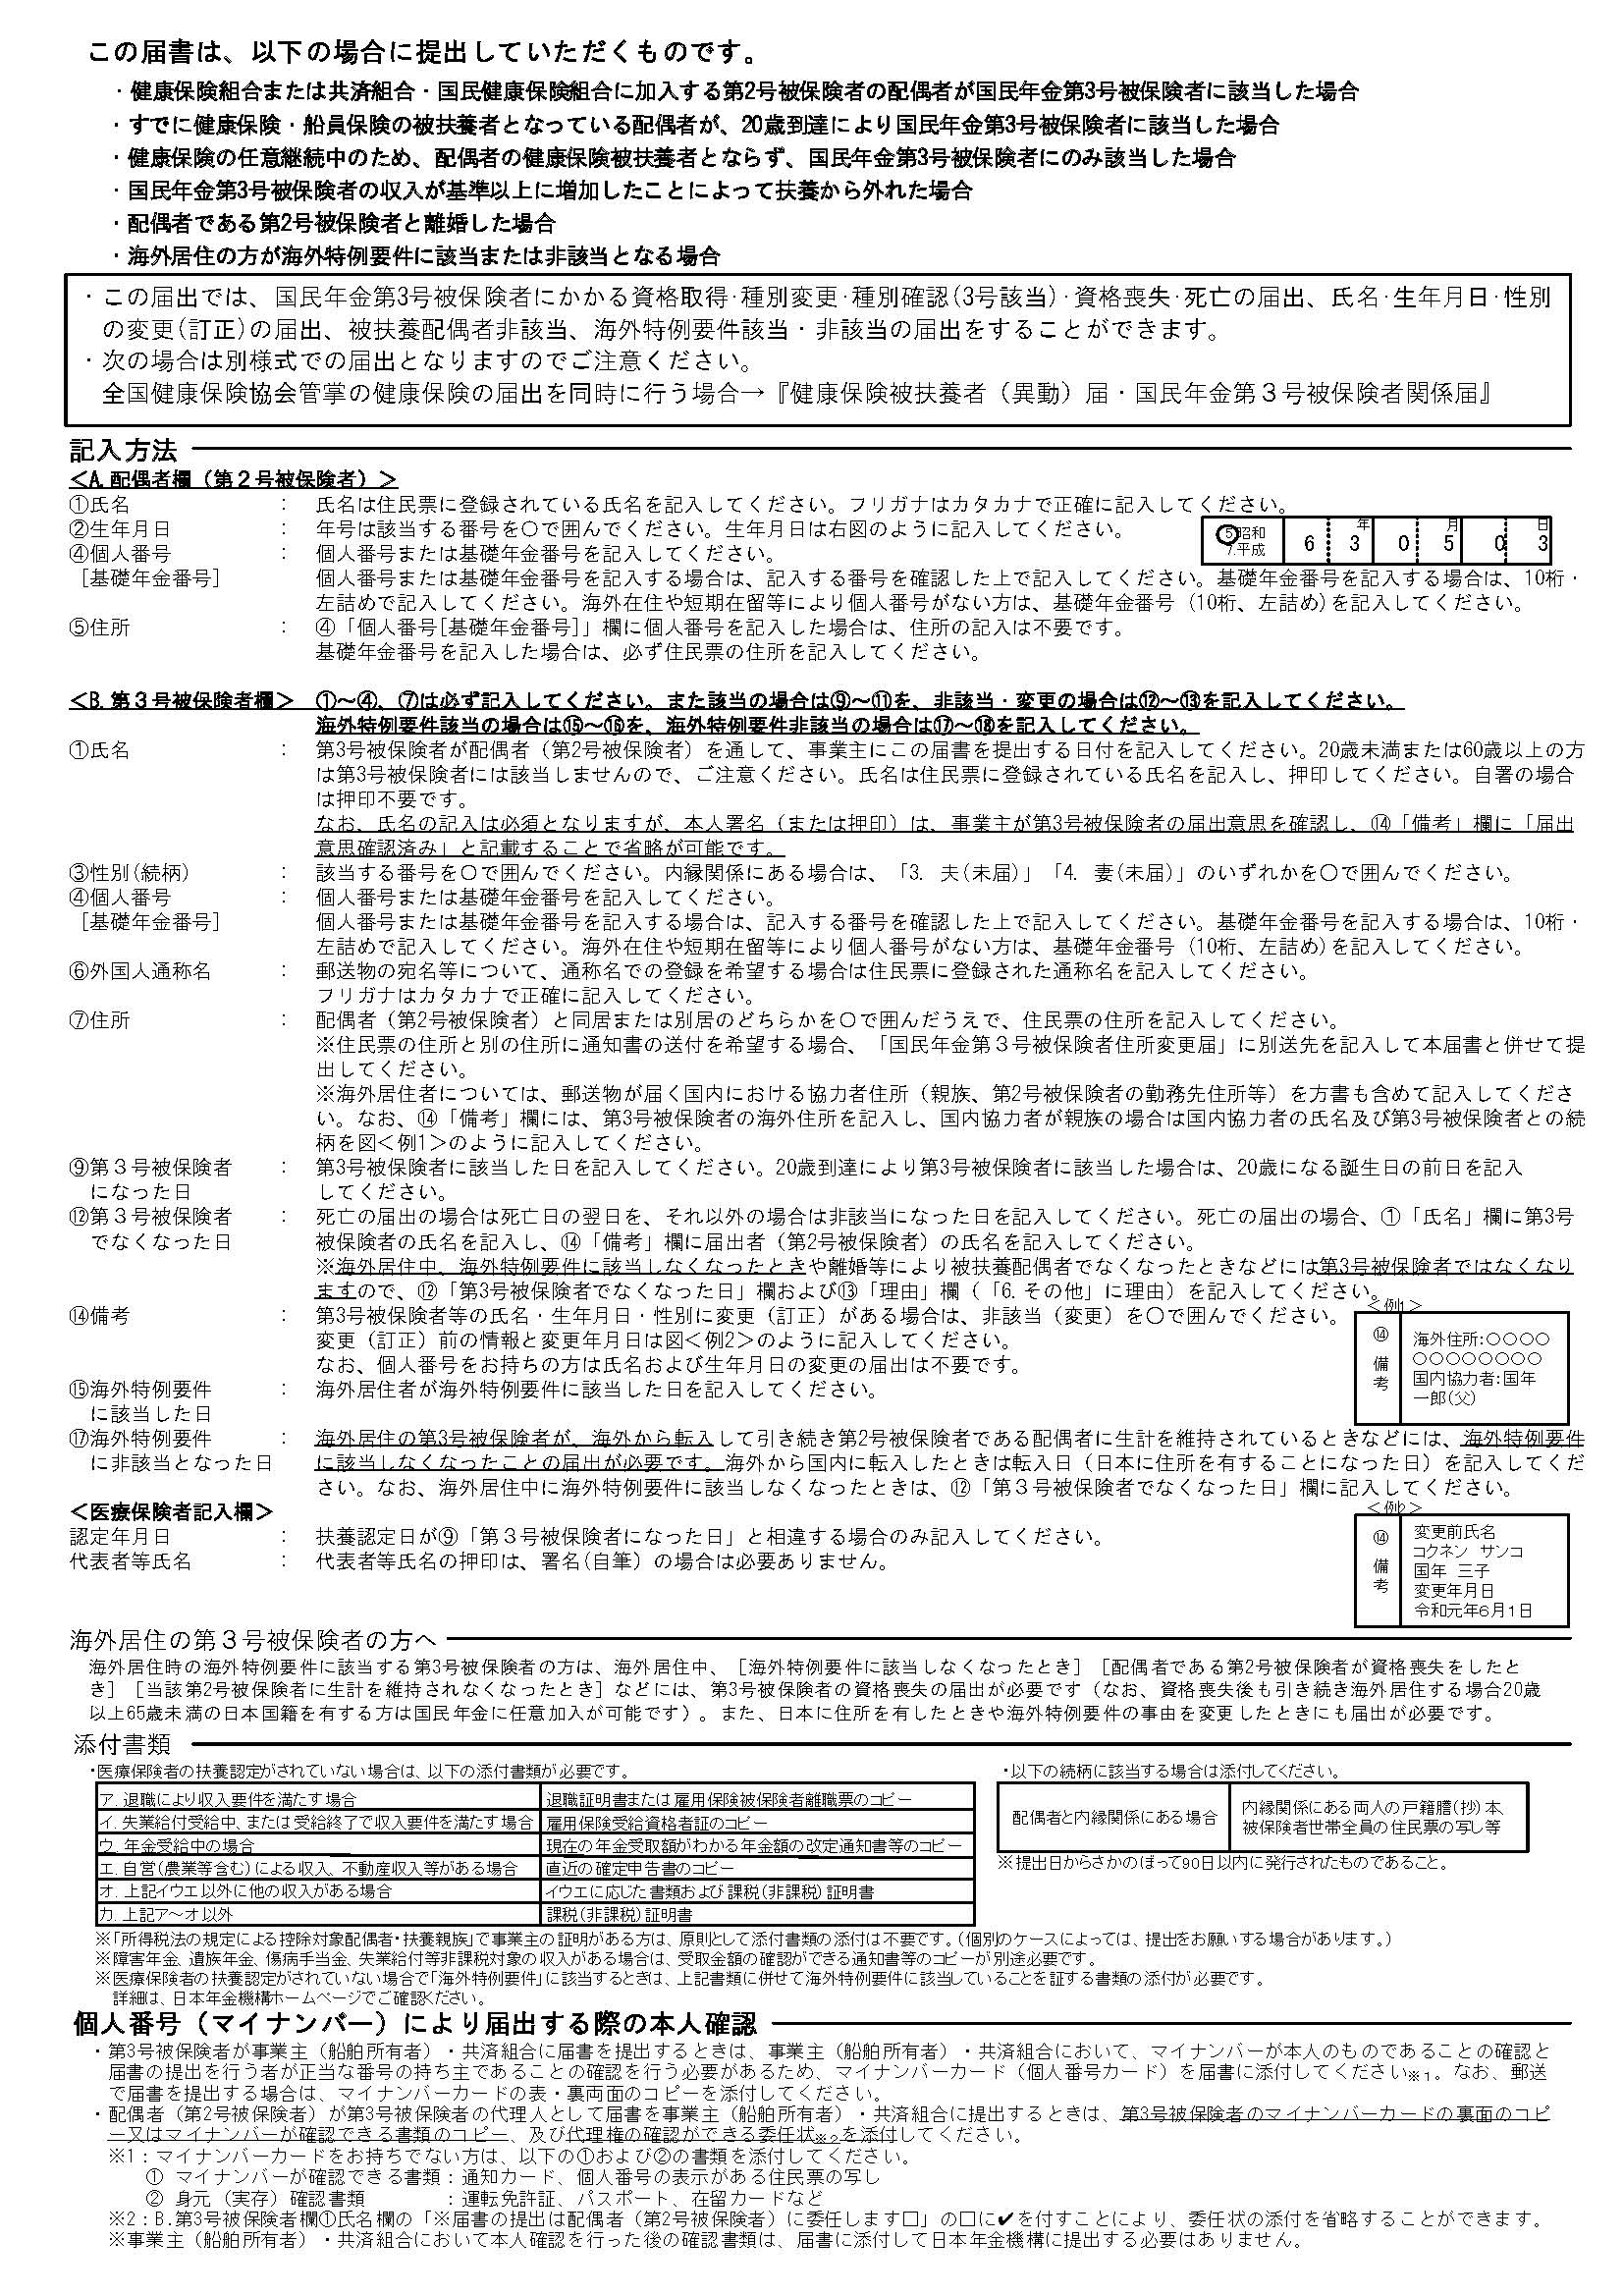 この届書は、以下の場合に提出していただくものです。
・健康保険組合または共済組合・国民健康保険組合に加入する第2号被保険者の配偶者が国民年金第3号被保険者に該当した場合
・すでに健康保険・船員保険の被扶養者となっている配偶者が、20歳到達により国民年金第3号被保険者に該当した場合
・健康保険の任意継続中のため、配偶者の健康保険被扶養者とならず、国民年金第3号被保険者にのみ該当した場合
・国民年金第3号被保険者の収入が基準以上に増加したことによって扶養から外れた場合
・配偶者である第2号被保険者と離婚した場合
・海外居住の方が海外特例要件に該当または非該当となる場合
・この届出では、国民年金第3号被保険者にかかる資格取得･種別変更･種別確認(3号該当)･資格喪失･死亡の届出、氏名･生年月日･性別
の変更(訂正)の届出、被扶養配偶者非該当、海外特例要件該当・非該当の届出をすることができます。
・次の場合は別様式での届出となりますのでご注意ください。
全国健康保険協会管掌の健康保険の届出を同時に行う場合→『健康保険被扶養者（異動）届・国民年金第３号被保険者関係届』
記入方法
＜A.配偶者欄（第２号被保険者）＞
①氏名 ： 氏名は住民票に登録されている氏名を記入してください。フリガナはカタカナで正確に記入してください。
②生年月日 ： 年号は該当する番号を○で囲んでください。生年月日は右図のように記入してください。
5.昭和
7.平成
年 月 日
6 3 0 5 0 3
④個人番号 ： 個人番号または基礎年金番号を記入してください。
[基礎年金番号] 個人番号または基礎年金番号を記入する場合は、記入する番号を確認した上で記入してください。基礎年金番号を記入する場合は、10桁・
左詰めで記入してください。海外在住や短期在留等により個人番号がない方は、基礎年金番号 (10桁、左詰め)を記入してください。
⑤住所 ： ④「個人番号[基礎年金番号]」欄に個人番号を記入した場合は、住所の記入は不要です。
基礎年金番号を記入した場合は、必ず住民票の住所を記入してください。
＜B.第３号被保険者欄＞ ①～④、⑦は必ず記入してください。また該当の場合は⑨～⑪を、非該当・変更の場合は⑫～⑬を記入してください。
海外特例要件該当の場合は⑮～⑯を、海外特例要件非該当の場合は⑰～⑱を記入してください。
①氏名 ： 第3号被保険者が配偶者（第2号被保険者）を通して、事業主にこの届書を提出する日付を記入してください。20歳未満または60歳以上の方
は第3号被保険者には該当しませんので、ご注意ください。氏名は住民票に登録されている氏名を記入し、押印してください。自署の場合
は押印不要です。
なお、氏名の記入は必須となりますが、本人署名（または押印）は、事業主が第3号被保険者の届出意思を確認し、⑭「備考」欄に「届出
意思確認済み」と記載することで省略が可能です。
③性別(続柄) ： 該当する番号を○で囲んでください。内縁関係にある場合は、「3. 夫(未届)」「4. 妻(未届)」のいずれかを○で囲んでください。
④個人番号 ： 個人番号または基礎年金番号を記入してください。
[基礎年金番号] 個人番号または基礎年金番号を記入する場合は、記入する番号を確認した上で記入してください。基礎年金番号を記入する場合は、10桁・
左詰めで記入してください。海外在住や短期在留等により個人番号がない方は、基礎年金番号 (10桁、左詰め)を記入してください。
⑥外国人通称名 ： 郵送物の宛名等について、通称名での登録を希望する場合は住民票に登録された通称名を記入してください。
フリガナはカタカナで正確に記入してください。
⑦住所 ： 配偶者（第2号被保険者）と同居または別居のどちらかを○で囲んだうえで、住民票の住所を記入してください。
※住民票の住所と別の住所に通知書の送付を希望する場合、「国民年金第３号被保険者住所変更届」に別送先を記入して本届書と併せて提
出してください。
※海外居住者については、郵送物が届く国内における協力者住所（親族、第2号被保険者の勤務先住所等）を方書も含めて記入してくださ
い。なお、⑭「備考」欄には、第3号被保険者の海外住所を記入し、国内協力者が親族の場合は国内協力者の氏名及び第3号被保険者との続
柄を図＜例1＞のように記入してください。
⑨第３号被保険者 ： 第3号被保険者に該当した日を記入してください。20歳到達により第3号被保険者に該当した場合は、20歳になる誕生日の前日を記入
になった日 してください。
⑫第３号被保険者 ： 死亡の届出の場合は死亡日の翌日を、それ以外の場合は非該当になった日を記入してください。死亡の届出の場合、①「氏名」欄に第3号
でなくなった日 被保険者の氏名を記入し、⑭「備考」欄に届出者（第2号被保険者）の氏名を記入してください。
※海外居住中、海外特例要件に該当しなくなったときや離婚等により被扶養配偶者でなくなったときなどには第3号被保険者ではなくなり
ますので、⑫「第3号被保険者でなくなった日」欄および⑬「理由」欄（「6.その他」に理由）を記入してください。
⑭備考 ： 第3号被保険者等の氏名・生年月日・性別に変更（訂正）がある場合は、非該当（変更）を○で囲んでください。
変更（訂正）前の情報と変更年月日は図＜例2＞のように記入してください。
なお、個人番号をお持ちの方は氏名および生年月日の変更の届出は不要です。
＜例1＞
⑭備考
海外住所:○○○○
○○○○○○○○
国内協力者:国年
一郎(父)
⑮海外特例要件 ： 海外居住者が海外特例要件に該当した日を記入してください。
に該当した日
⑰海外特例要件 ： 海外居住の第3号被保険者が、海外から転入して引き続き第2号被保険者である配偶者に生計を維持されているときなどには、海外特例要件
に非該当となった日 に該当しなくなったことの届出が必要です。海外から国内に転入したときは転入日（日本に住所を有することになった日）を記入してくだ
さい。なお、海外居住中に海外特例要件に該当しなくなったときは、⑫「第３号被保険者でなくなった日」欄に記入してください。
＜医療保険者記入欄＞
認定年月日 ： 扶養認定日が⑨「第３号被保険者になった日」と相違する場合のみ記入してください。
代表者等氏名 ： 代表者等氏名の押印は、署名(自筆）の場合は必要ありません。
＜例2＞
⑭備考
変更前氏名
コクネン サンコ
国年 三子
変更年月日
令和元年6月1日
海外居住の第３号被保険者の方へ
海外居住時の海外特例要件に該当する第3号被保険者の方は、海外居住中、［海外特例要件に該当しなくなったとき］［配偶者である第2号被保険者が資格喪失をしたと
き］［当該第2号被保険者に生計を維持されなくなったとき］などには、第3号被保険者の資格喪失の届出が必要です（なお、資格喪失後も引き続き海外居住する場合20歳
以上65歳未満の日本国籍を有する方は国民年金に任意加入が可能です）。また、日本に住所を有したときや海外特例要件の事由を変更したときにも届出が必要です。
添付書類
・医療保険者の扶養認定がされていない場合は、以下の添付書類が必要です。
ア. 退職により収入要件を満たす場合 退職証明書または雇用保険被保険者離職票のコピー
イ. 失業給付受給中、または受給終了で収入要件を満たす場合 雇用保険受給資格者証のコピー
ウ. 年金受給中の場合 現在の年金受取額がわかる年金額の改定通知書等のコピー
エ. 自営(農業等含む)による収入、不動産収入等がある場合 直近の確定申告書のコピー
オ. 上記イウエ以外に他の収入がある場合 イウエに応じた書類および課税(非課税)証明書
カ. 上記ア～オ以外 課税(非課税)証明書
・以下の続柄に該当する場合は添付してください。
配偶者と内縁関係にある場合 内縁関係にある両人の戸籍謄(抄)本、
被保険者世帯全員の住民票の写し等
※提出日からさかのぼって90日以内に発行されたものであること。
※「所得税法の規定による控除対象配偶者・扶養親族」で事業主の証明がある方は、原則として添付書類の添付は不要です。(個別のケースによっては、提出をお願いする場合があります。)
※障害年金、遺族年金、傷病手当金、失業給付等非課税対象の収入がある場合は、受取金額の確認ができる通知書等のコピーが別途必要です。
※医療保険者の扶養認定がされていない場合で「海外特例要件」に該当するときは、上記書類に併せて海外特例要件に該当していることを証する書類の添付が必要です。
詳細は、日本年金機構ホームページでご確認ください。
個人番号（マイナンバー）により届出する際の本人確認
・第3号被保険者が事業主（船舶所有者）・共済組合に届書を提出するときは、事業主（船舶所有者）・共済組合において、マイナンバーが本人のものであることの確認と
届書の提出を行う者が正当な番号の持ち主であることの確認を行う必要があるため、マイナンバーカード（個人番号カード）を届書に添付してください※1。なお、郵送
で届書を提出する場合は、マイナンバーカードの表・裏両面のコピーを添付してください。
・配偶者（第2号被保険者）が第3号被保険者の代理人として届書を事業主（船舶所有者）・共済組合に提出するときは、第3号被保険者のマイナンバーカードの裏面のコピ
ー又はマイナンバーが確認できる書類のコピー、及び代理権の確認ができる委任状※2を添付してください。
※1：マイナンバーカードをお持ちでない方は、以下の①および②の書類を添付してください。
① マイナンバーが確認できる書類：通知カード、個人番号の表示がある住民票の写し
② 身元（実存）確認書類 ：運転免許証、パスポート、在留カードなど
※2：B.第3号被保険者欄①氏名欄の「※届書の提出は配偶者（第2号被保険者）に委任します□」の□に✔を付すことにより、委任状の添付を省略することができます。
※事業主（船舶所有者）・共済組合において本人確認を行った後の確認書類は、届書に添付して日本年金機構に提出する必要はありません。